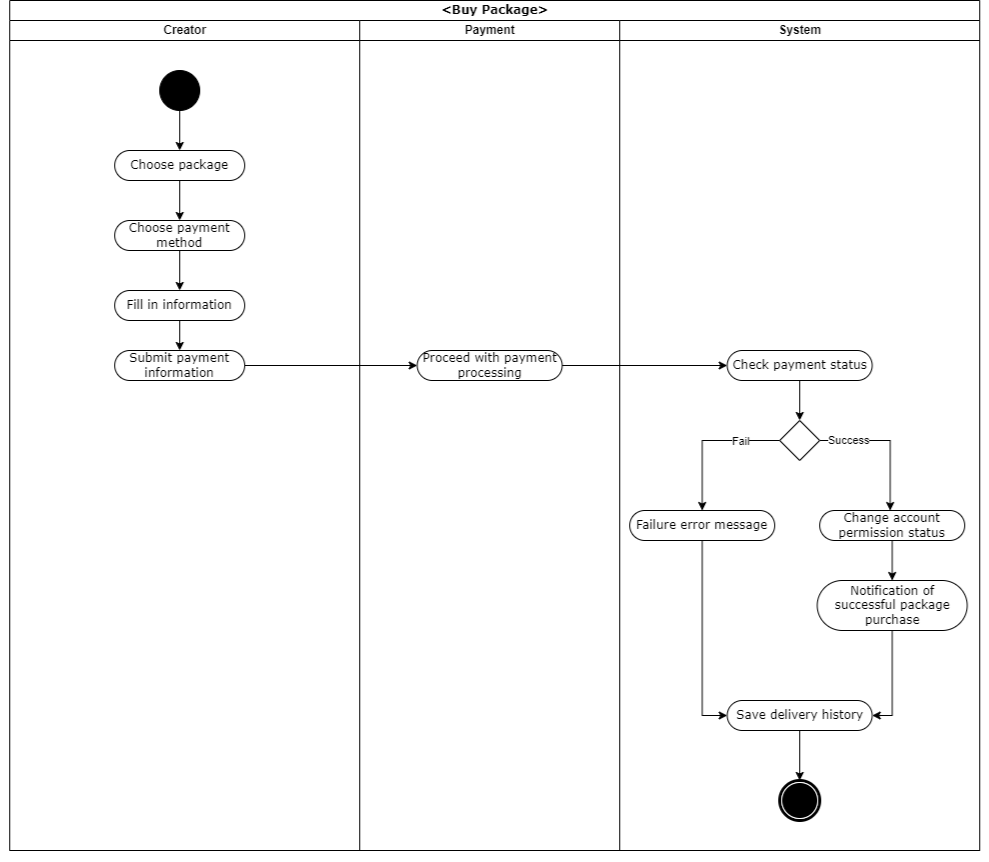 <Buy Package>
Creator
Payment
System
Choose package
Choose payment
method
Fill in information
Submit payment
information
Proceed with payment
processing
Check payment status
Fail
Success
Failure error message
Change account
permission status
Notification of
successful package
purchase
Save delivery history